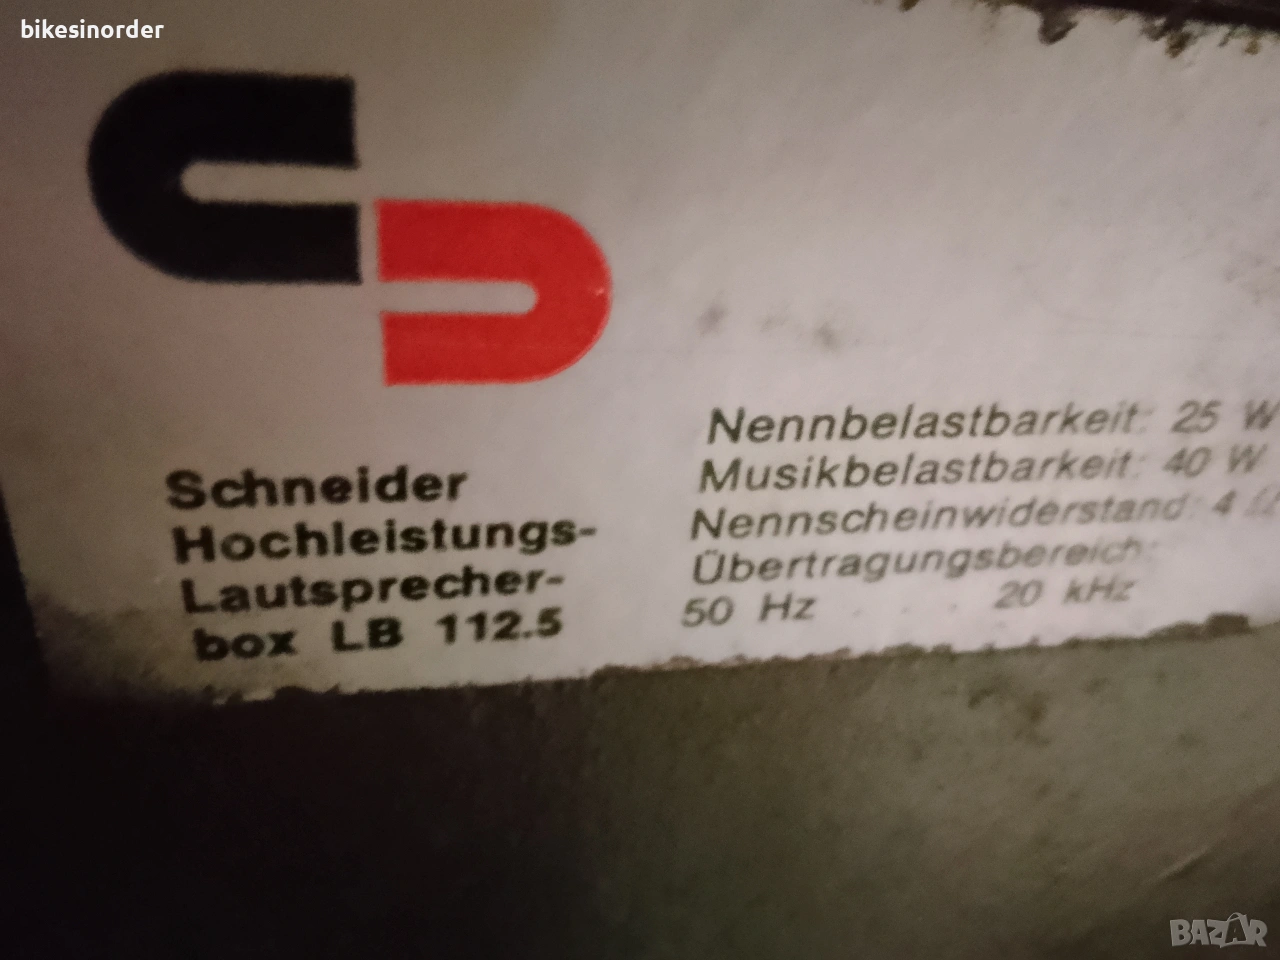 bikesinorder
Schneider
Hochleistungs-
Lautsprecher-
box LB 112.5
Nennbelastbarkeit: 25 W
Musikbelastbarkeit: 40 W
Nennscheinwiderstand: 4 Ω
Übertragungsbereich:
50 Hz . . . 20 kHz
BAZAR